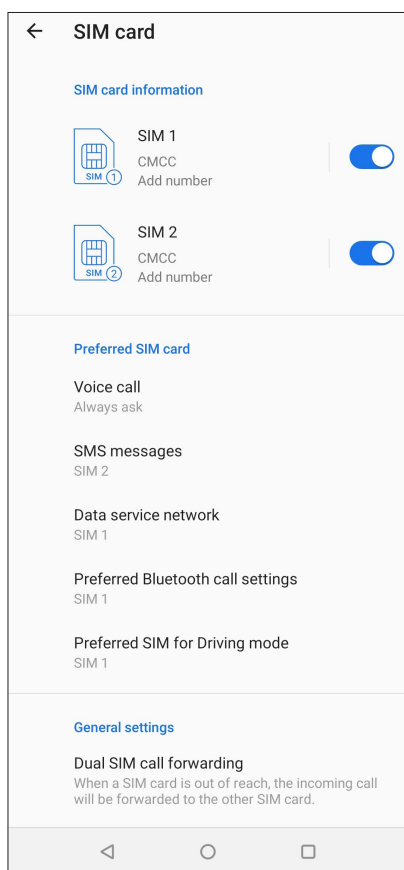 SIM card
SIM card information
SIM 1
CMCC
Add number
SIM 1
SIM 2
CMCC
Add number
SIM 2
Preferred SIM card
Voice call
Always ask
SMS messages
SIM 2
Data service network
SIM 1
Preferred Bluetooth call settings
SIM 1
Preferred SIM for Driving mode
SIM 1
General settings
Dual SIM call forwarding
When a SIM card is out of reach, the incoming call
will be forwarded to the other SIM card.